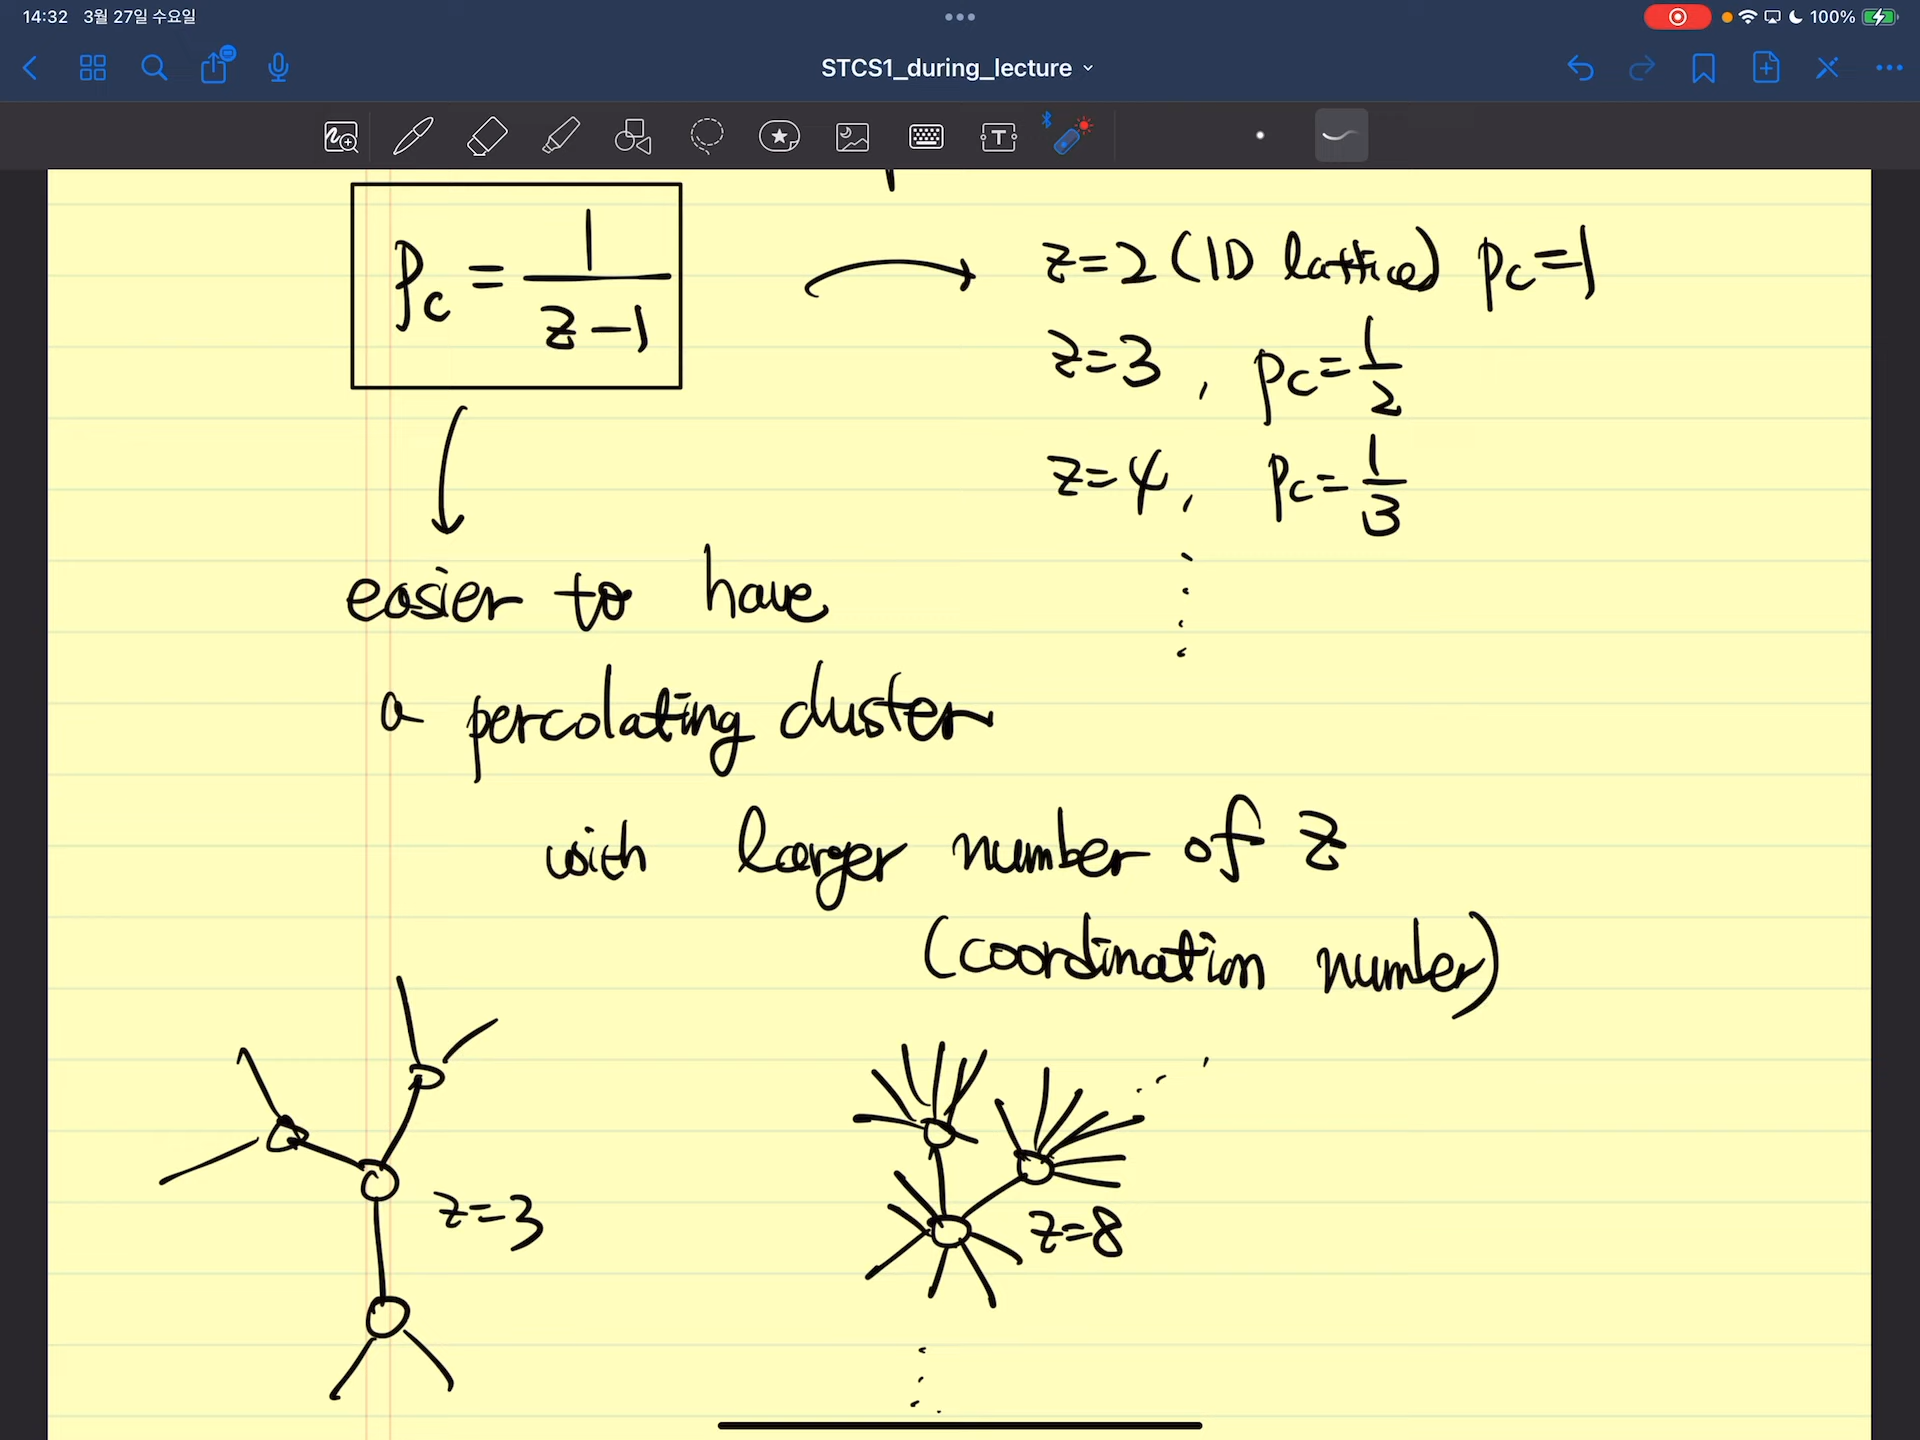 14:32 3월 27일 수요일
100%
STCS1_during_lecture
T
Pc = 1/(z-1)
z=2 (1D lattice) Pc=1
z=3, Pc=1/2
z=4, Pc=1/3
easier to have
a percolating cluster
with larger number of z
(coordination number)
z=3
z=8